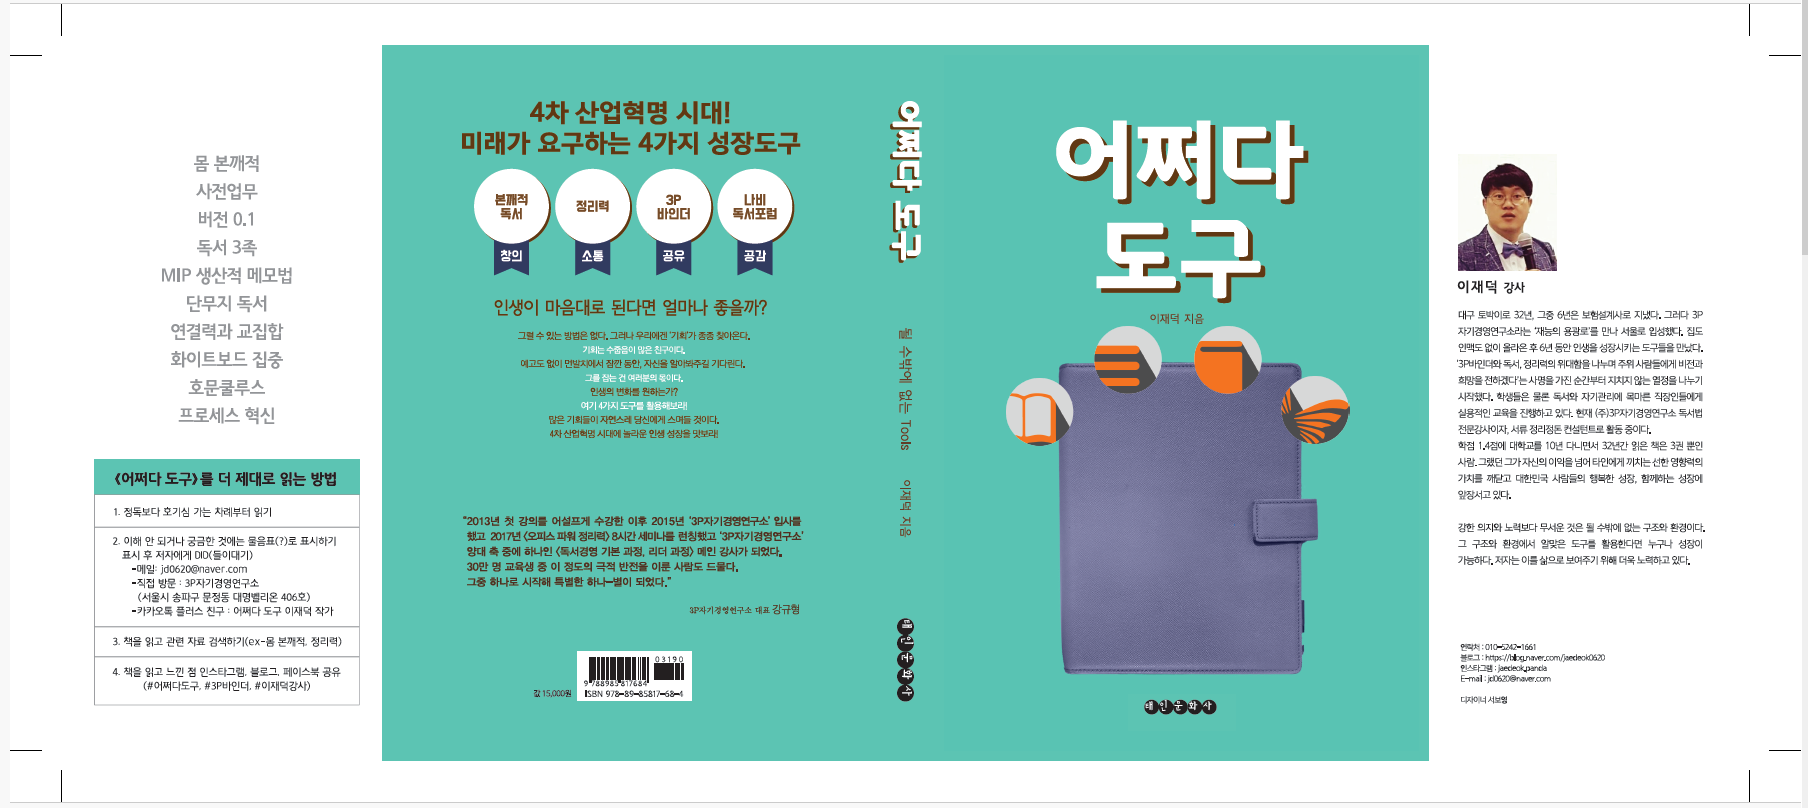 몸 본깨적
사전업무
버전 0.1
독서 3족
MIP 생산적 메모법
단무지 독서
연결력과 교집합
화이트보드 집중
호문쿨루스
프로세스 혁신
《어쩌다 도구》를 더 제대로 읽는 방법
1. 정독보다 호기심 가는 차례부터 읽기
2. 이해 안 되거나 궁금한 것에는 물음표(?)로 표시하기
표시 후 저자에게 DID(들이대기)
-메일: jd0620@naver.com
-직접 방문 : 3P자기경영연구소
(서울시 송파구 문정동 대명벨리온 406호)
-카카오톡 플러스 친구 : 어쩌다 도구 이재덕 작가
3. 책을 읽고 관련 자료 검색하기(ex-몸 본깨적, 정리력)
4. 책을 읽고 느낀 점 인스타그램, 블로그, 페이스북 공유
(#어쩌다도구, #3P바인더, #이재덕강사)
4차 산업혁명 시대!
미래가 요구하는 4가지 성장도구
본깨적
독서
창의
정리력
소통
3P
바인더
공유
나비
독서포럼
공감
인생이 마음대로 된다면 얼마나 좋을까?
그럴 수 있는 방법은 없다. 그러나 우리에겐 '기회'가 종종 찾아온다.
기회는 수줍음이 많은 친구이다.
예고도 없이 먼발치에서 잠깐 동안, 자신을 알아봐주길 기다린다.
그를 잡는 건 여러분의 몫이다.
인생의 변화를 원하는가?
여기 4가지 도구를 활용해보라!
많은 기회들이 자연스레 당신에게 스며들 것이다.
4차 산업혁명 시대에 놀라운 인생 성장을 맛보라!
"2013년 첫 강의를 어설프게 수강한 이후 2015년 '3P자기경영연구소' 입사를
했고 2017년 〈오피스 파워 정리력〉 8시간 세미나를 런칭했고 '3P자기경영연구소'
양대 축 중에 하나인 〈독서경영 기본 과정, 리더 과정〉 메인 강사가 되었다.
30만 명 교육생 중 이 정도의 극적 반전을 이룬 사람도 드물다.
그중 하나로 시작해 특별한 하나-별이 되었다."
3P자기경영연구소 대표 강규형
값 15,000원
03190
9 788985 817684
ISBN 978-89-85817-68-4
어쩌다 도구
될 수밖에 없는 Tools
이재덕 지음
태인문화사
어쩌다
도구
이재덕 지음
태인문화사
이재덕 강사
대구 토박이로 32년, 그중 6년은 보험설계사로 지냈다. 그러다 3P
자기경영연구소라는 '재능의 용광로'를 만나 서울로 입성했다. 집도
인맥도 없이 올라온 후 6년 동안 인생을 성장시키는 도구들을 만났다.
'3P바인더와 독서, 정리력의 위대함을 나누며 주위 사람들에게 비전과
희망을 전하겠다'는 사명을 가진 순간부터 지치지 않는 열정을 나누기
시작했다. 학생들은 물론 독서와 자기관리에 목마른 직장인들에게
실용적인 교육을 진행하고 있다. 현재 (주)3P자기경영연구소 독서법
전문강사이자, 서류 정리정돈 컨설턴트로 활동 중이다.
학점 1.4점에 대학교를 10년 다니면서 32년간 읽은 책은 3권 뿐인
사람. 그랬던 그가 자신의 이익을 넘어 타인에게 끼치는 선한 영향력의
가치를 깨닫고 대한민국 사람들의 행복한 성장, 함께하는 성장에
앞장서고 있다.
강한 의지와 노력보다 무서운 것은 될 수밖에 없는 구조와 환경이다.
그 구조와 환경에서 알맞은 도구를 활용한다면 누구나 성장이
가능하다. 저자는 이를 삶으로 보여주기 위해 더욱 노력하고 있다.
연락처 : 010-5242-1661
블로그 : https://blog.naver.com/jaedeok0620
인스타그램 : jaedeok.panda
E-mail : jd0620@naver.com
디자이너 서보영